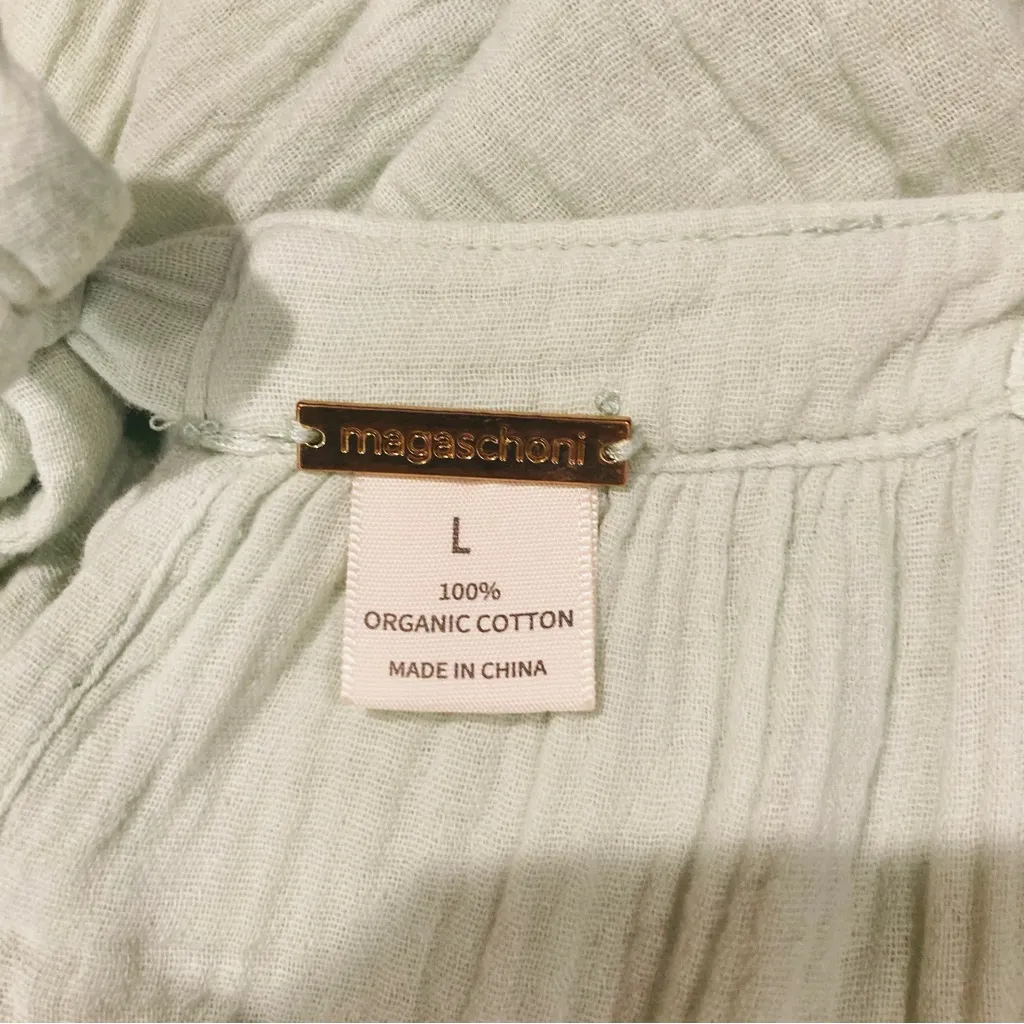 magaschoni
L
100%
ORGANIC COTTON
MADE IN CHINA